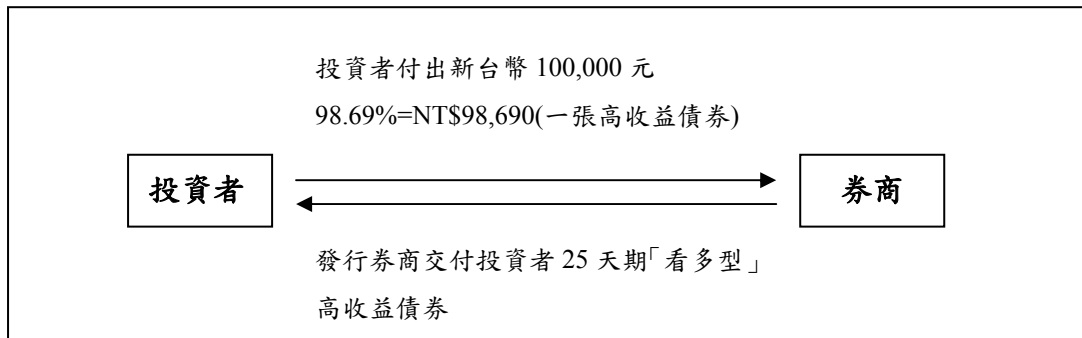 投資者付出新台幣 100,000 元
98.69%=NT$98,690(一張高收益債券)
投資者
券商
發行券商交付投資者 25 天期「看多型」
高收益債券